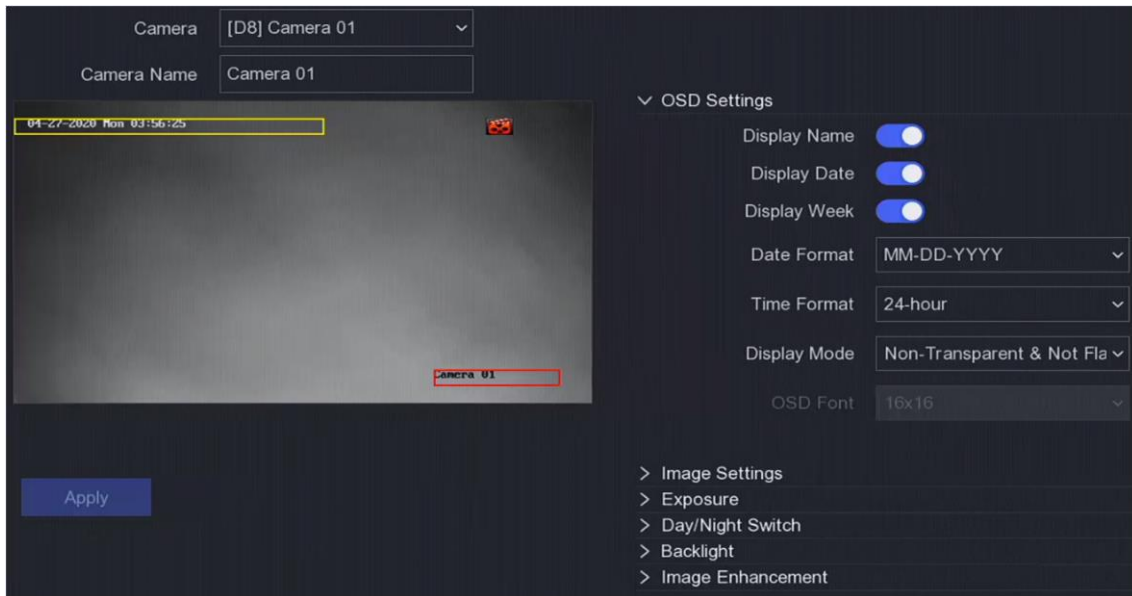 Camera [D8] Camera 01
Camera Name Camera 01
04-27-2020 Mon 03:56:25
Camera 01
Apply
OSD Settings
Display Name
Display Date
Display Week
Date Format MM-DD-YYYY
Time Format 24-hour
Display Mode Non-Transparent & Not Fla
OSD Font 16x16
Image Settings
Exposure
Day/Night Switch
Backlight
Image Enhancement